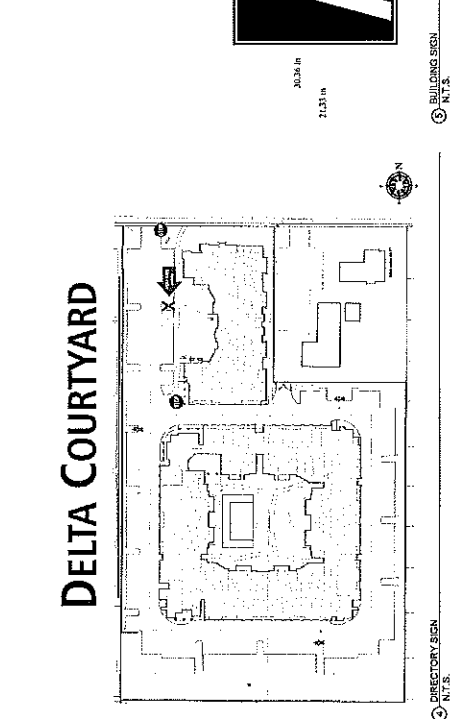 DELTA COURTYARD
N
30.36 in
21.33 in
4 DIRECTORY SIGN
N.T.S.
5 BUILDING SIGN
N.T.S.